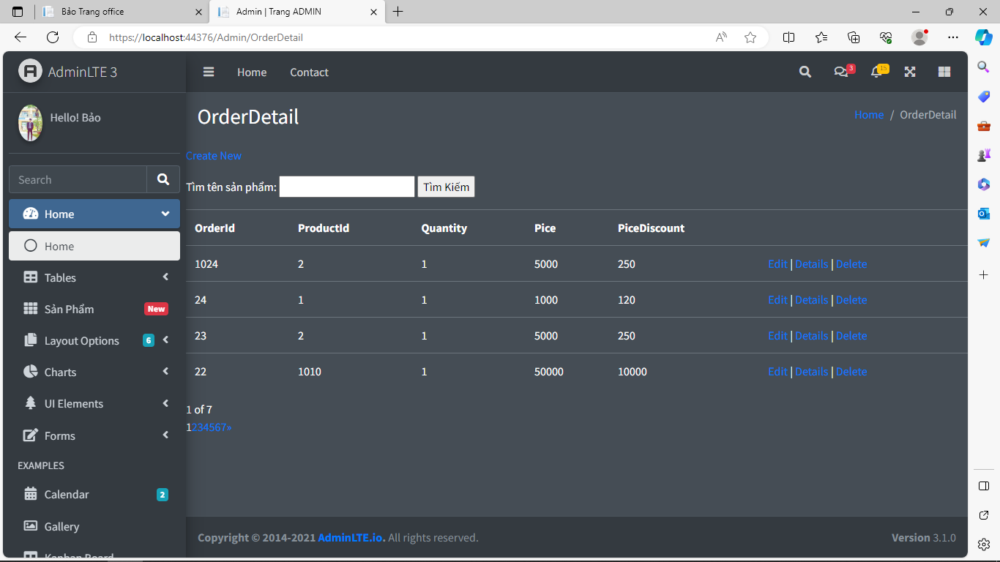 Bảo Trang office
Admin | Trang ADMIN
https://localhost:44376/Admin/OrderDetail
AdminLTE 3
Home Contact
3
15
Hello! Bảo
OrderDetail
Home / OrderDetail
Create New
Search
Tìm tên sản phẩm: Tìm Kiếm
Home
Home
Tables
Sản Phẩm New
Layout Options 6
Charts
UI Elements
Forms
EXAMPLES
Calendar 2
Gallery
Kanban Board
OrderId ProductId Quantity Pice PiceDiscount
1024 2 1 5000 250 Edit | Details | Delete
24 1 1 1000 120 Edit | Details | Delete
23 2 1 5000 250 Edit | Details | Delete
22 1010 1 50000 10000 Edit | Details | Delete
1 of 7
1234567»
Copyright © 2014-2021 AdminLTE.io. All rights reserved.
Version 3.1.0